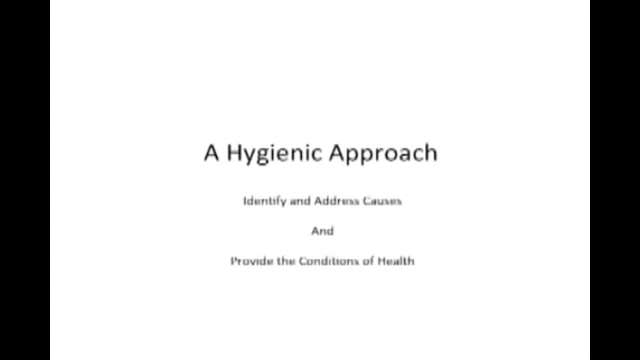 A Hygienic Approach
Identify and Address Causes
And
Provide the Conditions of Health